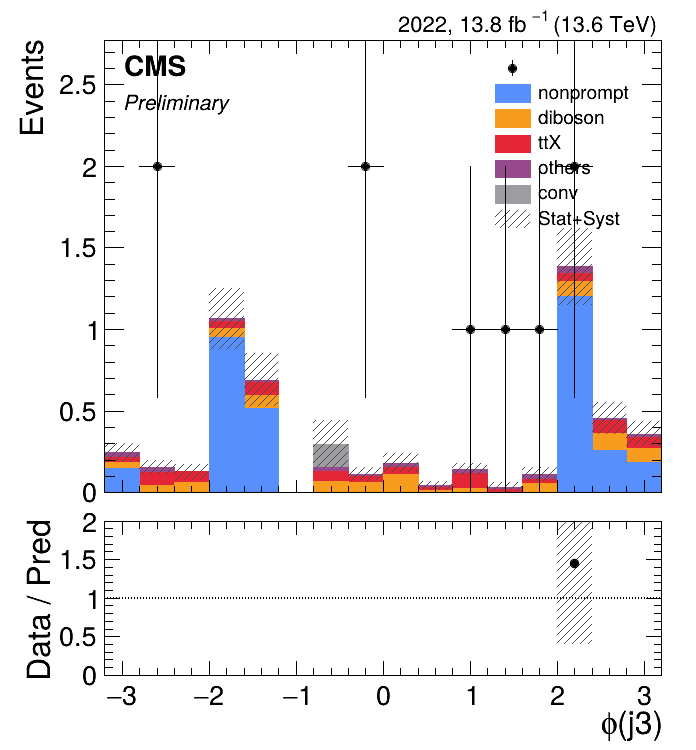 2022, 13.8 fb⁻¹ (13.6 TeV)
CMS
Preliminary
Events
2.5
2
1.5
1
0.5
0
nonprompt
diboson
ttX
others
conv
Stat+Syst
Data / Pred
2
1.5
1
0.5
0
−3 −2 −1 0 1 2 3
ϕ(j3)